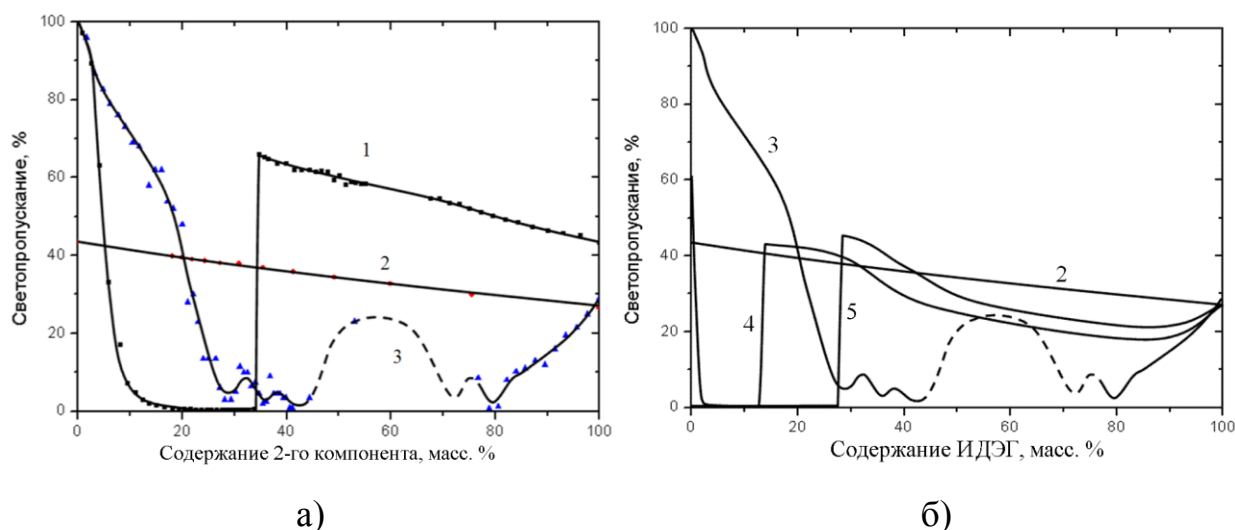 Светопропускание, %
100
80
60
40
20
0
1
2
3
0 20 40 60 80 100
Содержание 2-го компонента, масс. %
а)
Светопропускание, %
100
80
60
40
20
0
3
2
4
5
0 20 40 60 80 100
Содержание ИДЭГ, масс. %
б)